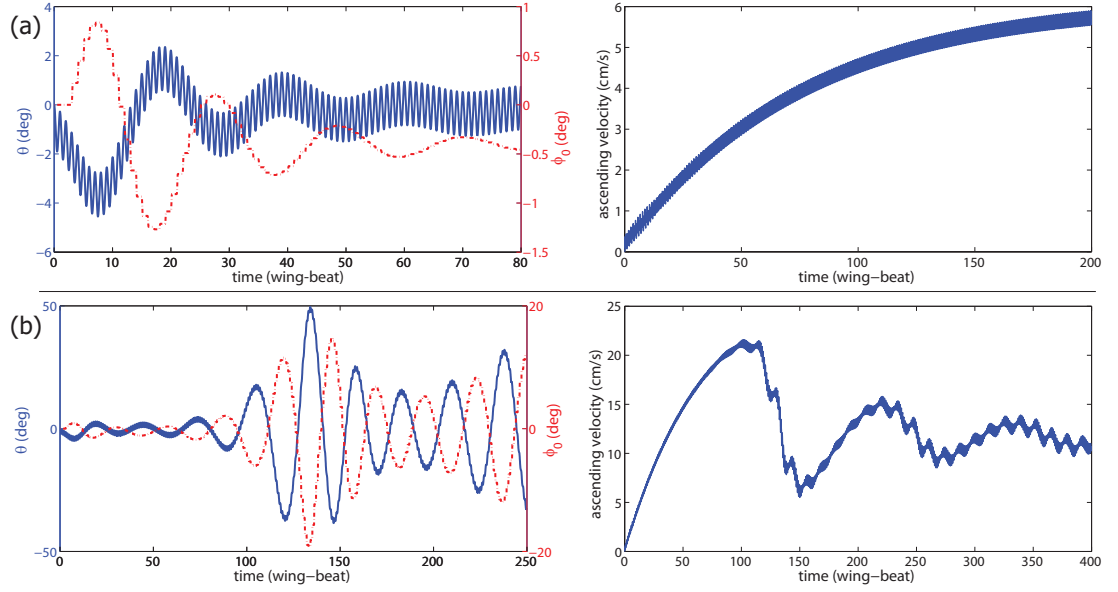 (a)
4
2
0
−2
−4
−6
θ (deg)
1
0.5
0
−0.5
−1
−1.5
ϕ_0 (deg)
0 10 20 30 40 50 60 70 80
time (wing-beat)
6
5
4
3
2
1
0
ascending velocity (cm/s)
0 50 100 150 200
time (wing−beat)
(b)
50
0
−50
θ (deg)
20
0
−20
ϕ_0 (deg)
0 50 100 150 200 250
time (wing−beat)
25
20
15
10
5
0
ascending velocity (cm/s)
0 50 100 150 200 250 300 350 400
time (wing−beat)